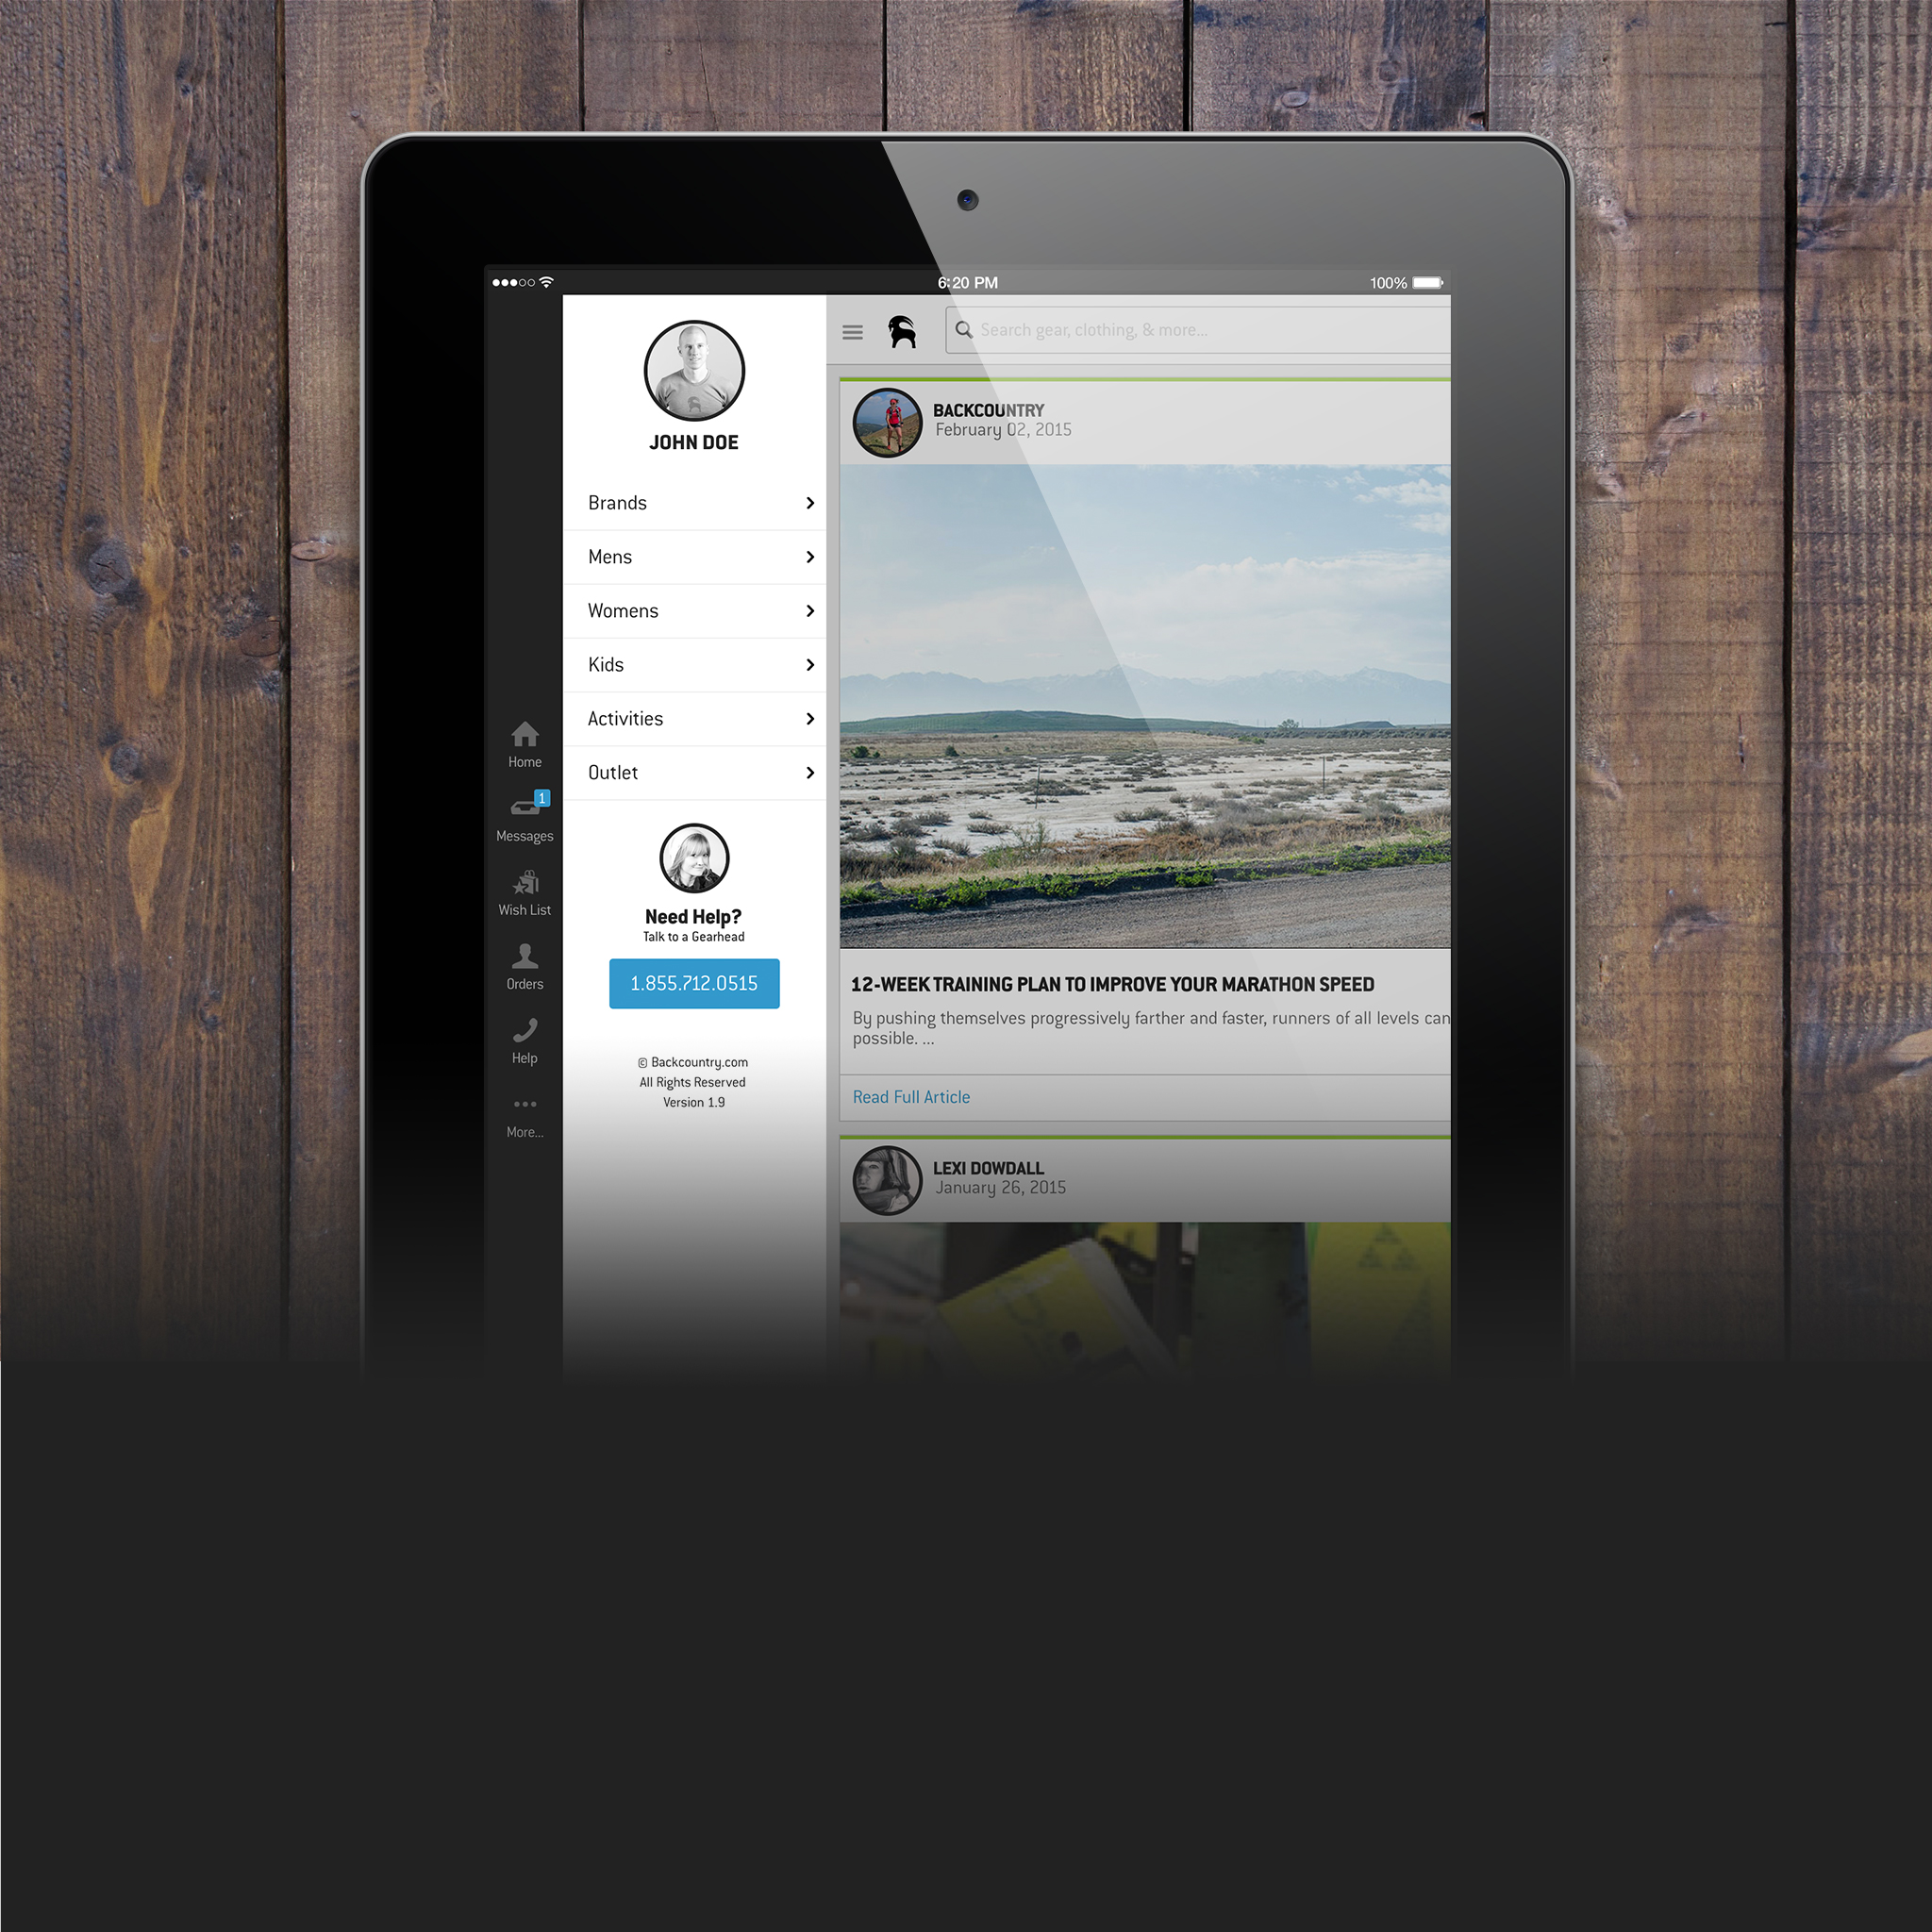 6:20 PM
100%
Search gear, clothing, & more...
JOHN DOE
Brands
Mens
Womens
Kids
Activities
Outlet
Need Help?
Talk to a Gearhead
1.855.712.0515
© Backcountry.com
All Rights Reserved
Version 1.9
Home
1
Messages
Wish List
Orders
Help
More...
BACKCOUNTRY
February 02, 2015
12-WEEK TRAINING PLAN TO IMPROVE YOUR MARATHON SPEED
By pushing themselves progressively farther and faster, runners of all levels can
possible. ...
Read Full Article
LEXI DOWDALL
January 26, 2015